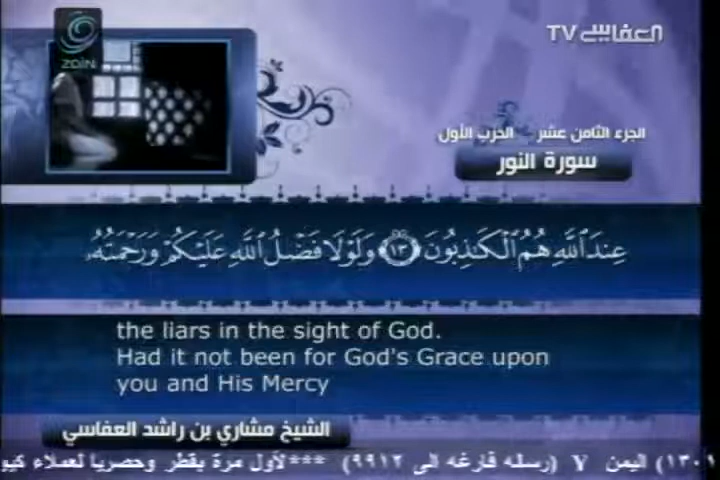 ZAIN
العفاسي TV
الجزء الثامن عشر   الحزب الأول
سورة النور
عِندَ ٱللَّهِ هُمُ ٱلْكَـٰذِبُونَ ١٣ وَلَوْلَا فَضْلُ ٱللَّهِ عَلَيْكُمْ وَرَحْمَتُهُۥ
the liars in the sight of God.
Had it not been for God's Grace upon
you and His Mercy
الشيخ مشاري بن راشد العفاسي
١٣٠١) اليمن ٧ (رسله فارغه الى ٩٩١٢) ***لأول مرة بقطر وحصريا لعملاء كيو